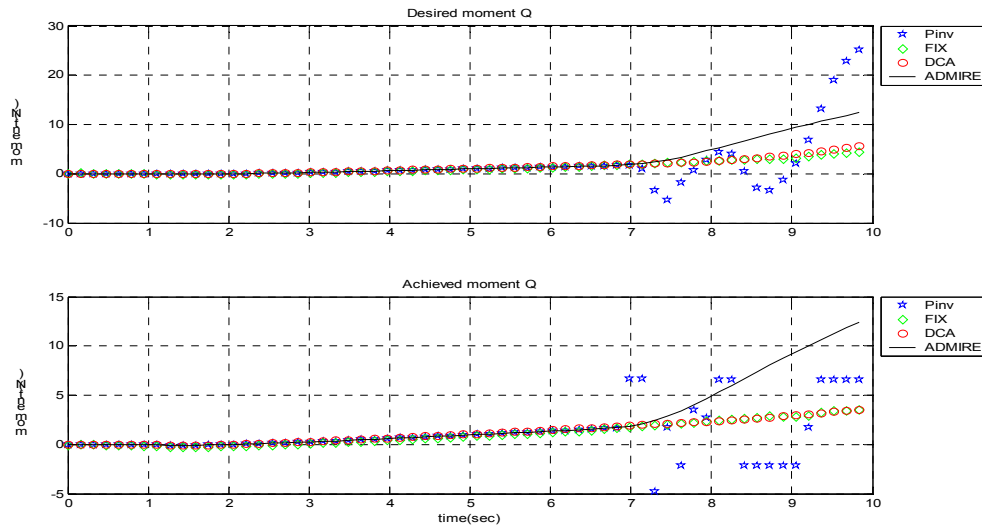 Desired moment Q
30
20
10
0
-10
0 1 2 3 4 5 6 7 8 9 10
Pinv
FIX
DCA
ADMIRE
Achieved moment Q
15
10
5
0
-5
0 1 2 3 4 5 6 7 8 9 10
time(sec)
Pinv
FIX
DCA
ADMIRE